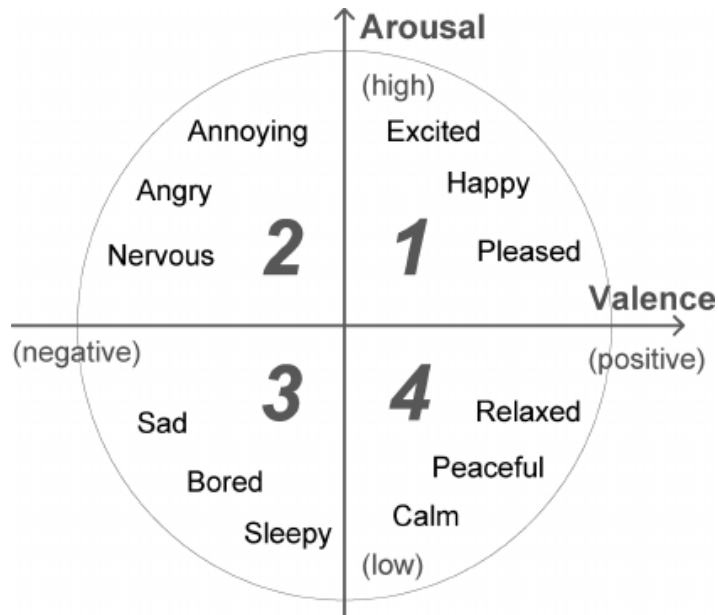 Arousal
(high)
Annoying
Excited
Angry
Happy
2
1
Nervous
Pleased
Valence
(negative)
(positive)
3
4
Sad
Relaxed
Bored
Peaceful
Sleepy
Calm
(low)